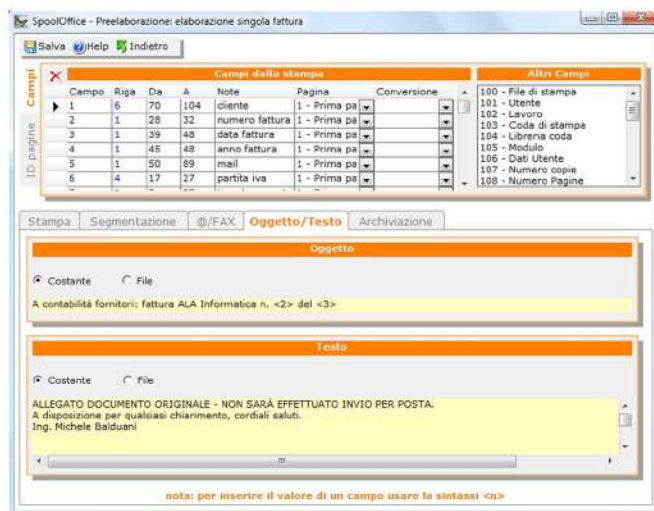 SpoolOffice - Preelaborazione: elaborazione singola fattura
Salva Help Indietro
Campi
ID pagine
Campi dalla stampa
Campo Riga Da A Note Pagina Conversione
1 6 70 104 cliente 1 - Prima pa
2 1 28 32 numero fattura 1 - Prima pa
3 1 39 48 data fattura 1 - Prima pa
4 1 45 48 anno fattura 1 - Prima pa
5 1 50 89 mail 1 - Prima pa
6 4 17 27 partita iva 1 - Prima pa
Altri Campi
100 - File di stampa
101 - Utente
102 - Lavoro
103 - Coda di stampa
104 - Libreria coda
105 - Modulo
106 - Dati Utente
107 - Numero copie
108 - Numero Pagine
Stampa Segmentazione @/FAX Oggetto/Testo Archiviazione
Oggetto
Costante File
A contabilità fornitori: fattura ALA Informatica n. <2> del <3>
Testo
Costante File
ALLEGATO DOCUMENTO ORIGINALE - NON SARÁ EFFETTUATO INVIO PER POSTA.
A disposizione per qualsiasi chiarimento, cordiali saluti.
Ing. Michele Balduani
nota: per inserire il valore di un campo usare la sintassi <n>